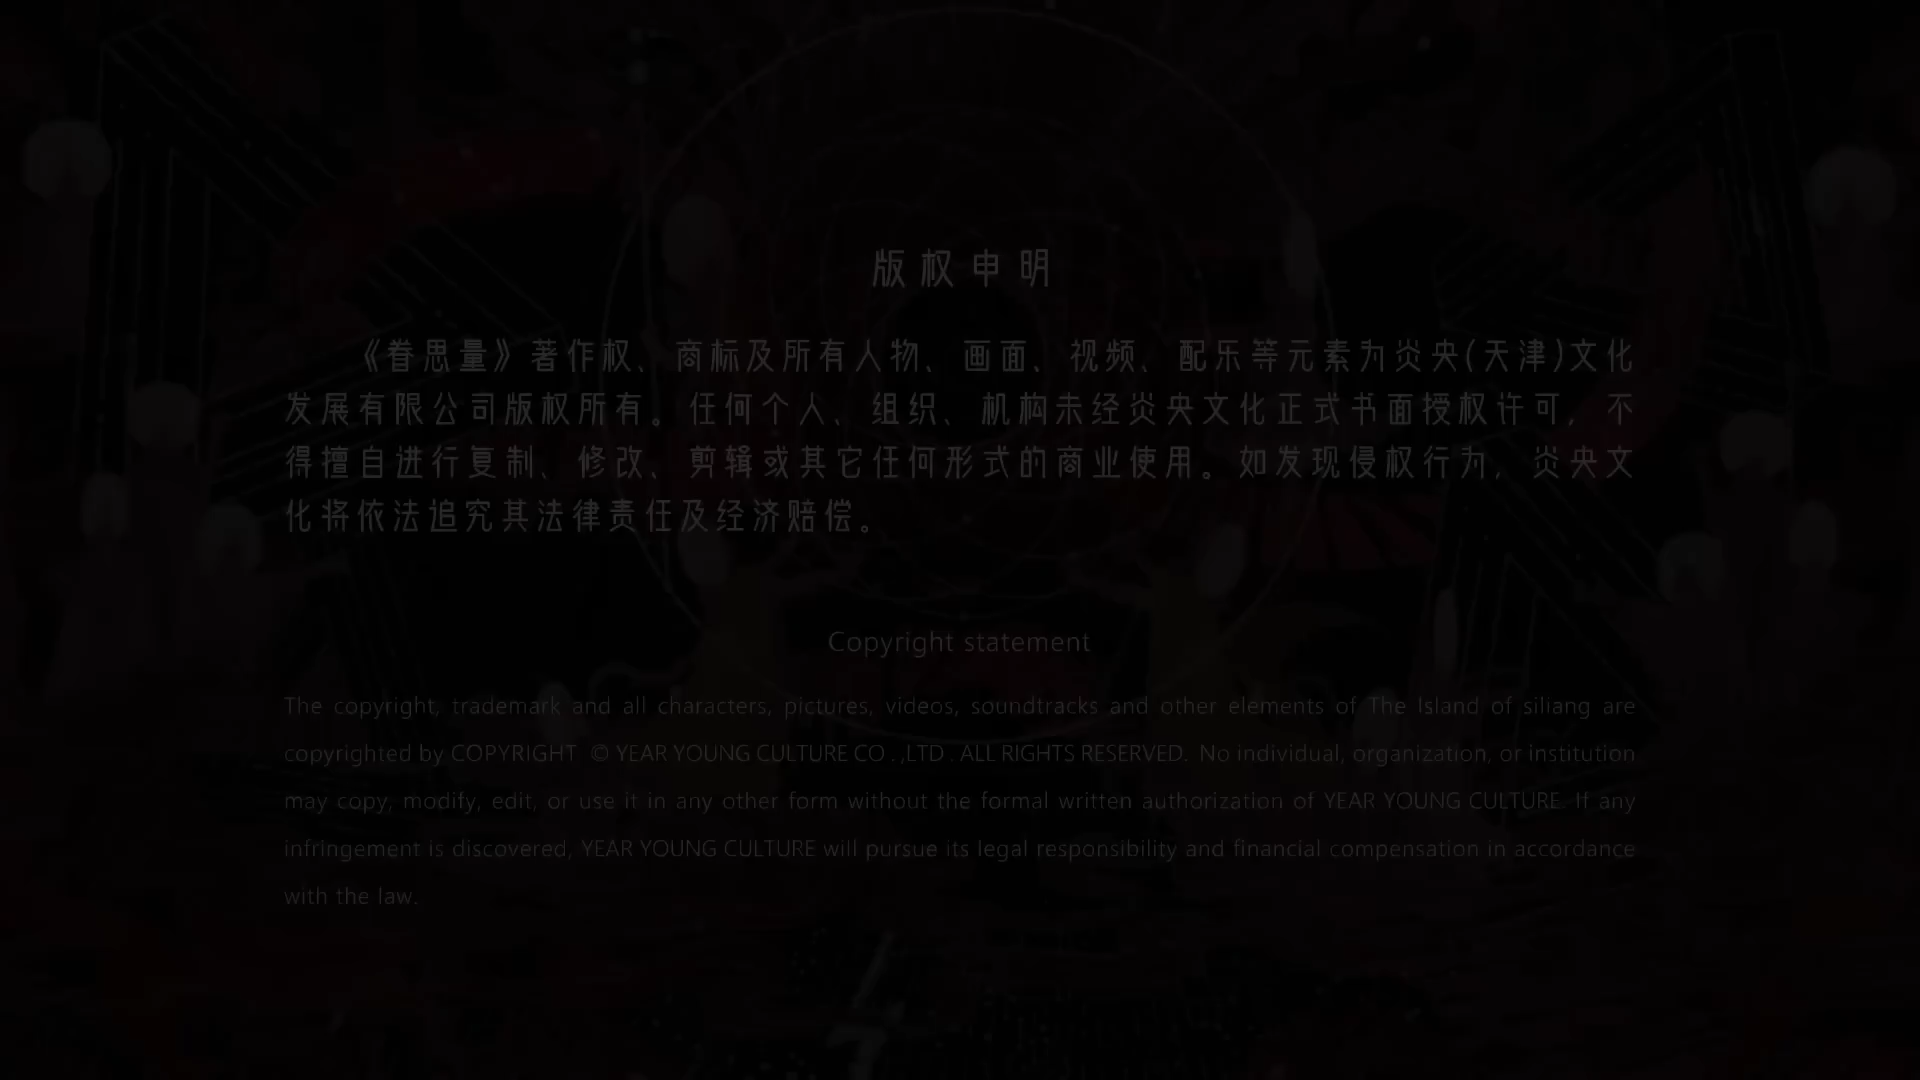 版权申明
《眷思量》著作权、商标及所有人物、画面、视频、配乐等元素为炎央(天津)文化
发展有限公司版权所有。任何个人、组织、机构未经炎央文化正式书面授权许可，不
得擅自进行复制、修改、剪辑或其它任何形式的商业使用。如发现侵权行为，炎央文
化将依法追究其法律责任及经济赔偿。
Copyright statement
The copyright, trademark and all characters, pictures, videos, soundtracks and other elements of The Island of siliang are
copyrighted by COPYRIGHT © YEAR YOUNG CULTURE CO . ,LTD . ALL RIGHTS RESERVED. No individual, organization, or institution
may copy, modify, edit, or use it in any other form without the formal written authorization of YEAR YOUNG CULTURE. If any
infringement is discovered, YEAR YOUNG CULTURE will pursue its legal responsibility and financial compensation in accordance
with the law.